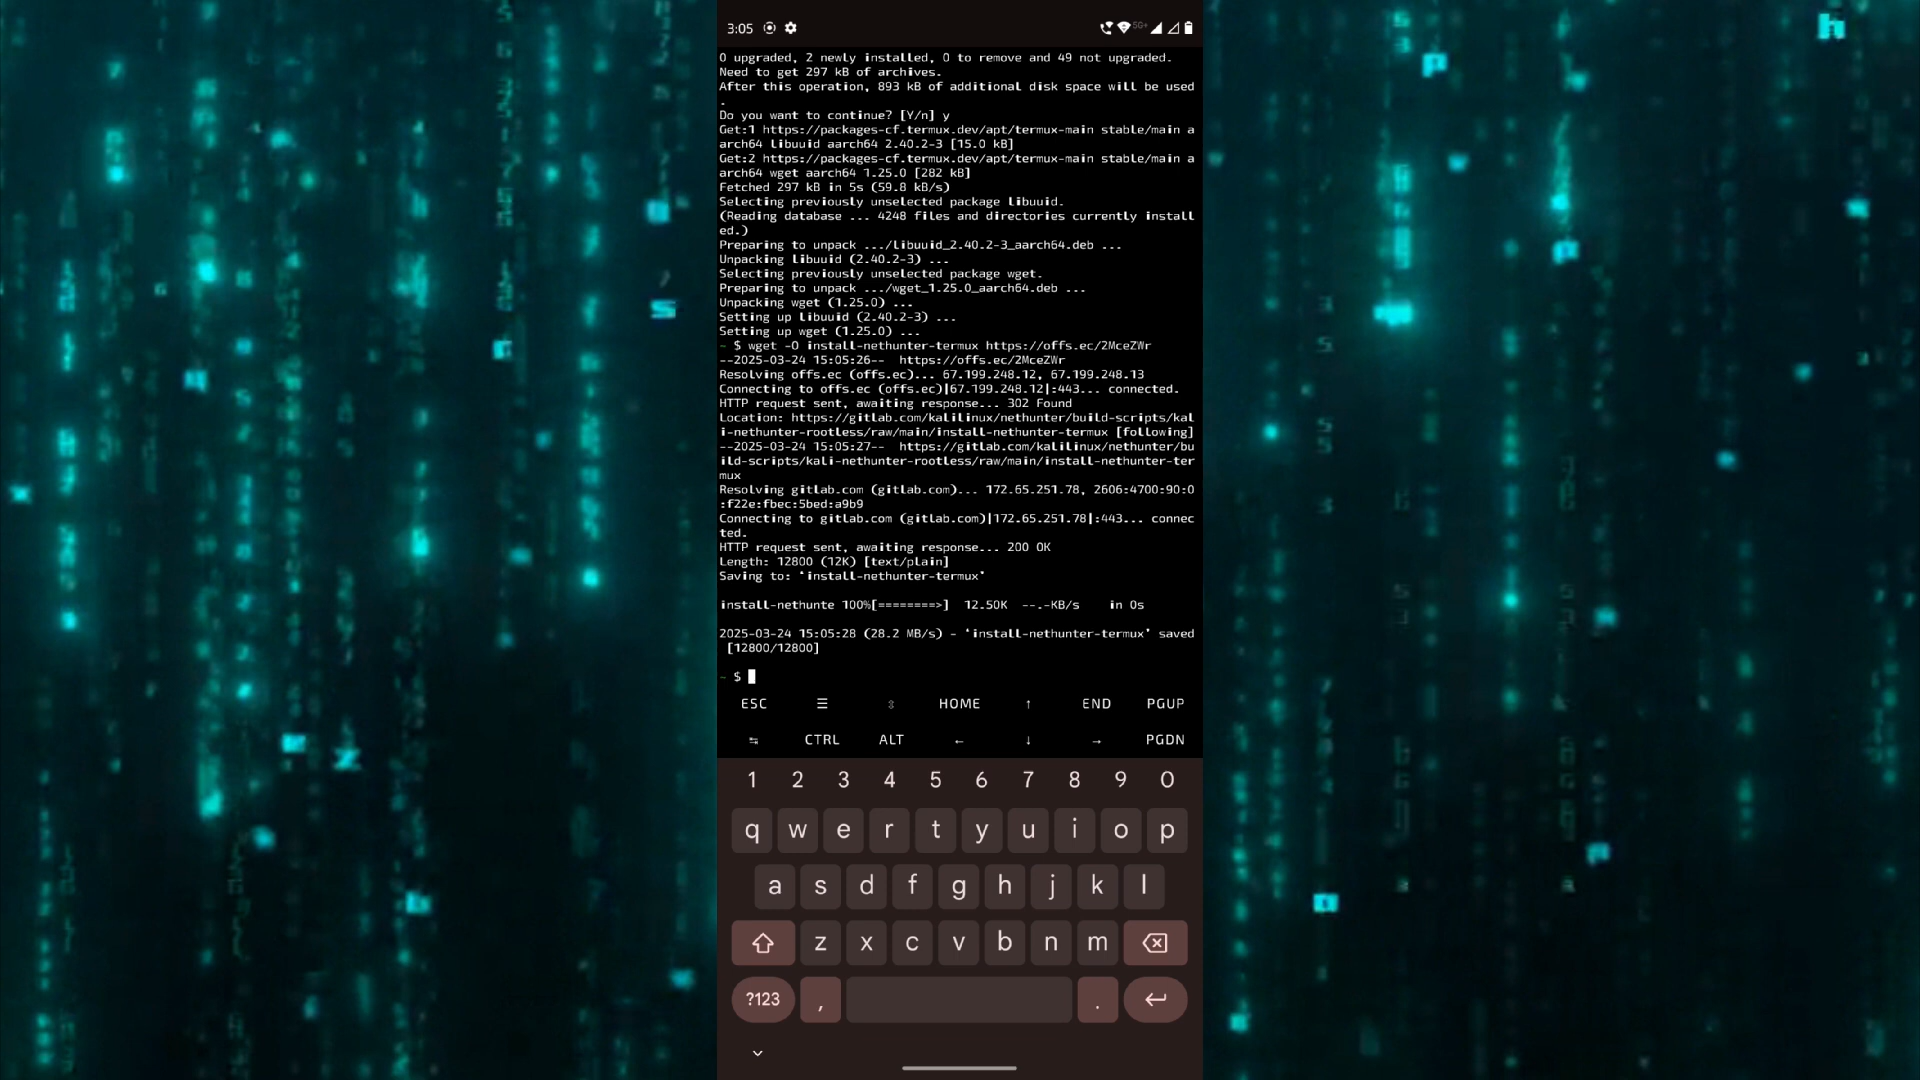 3:05 5G+
0 upgraded, 2 newly installed, 0 to remove and 49 not upgraded.
Need to get 297 kB of archives.
After this operation, 893 kB of additional disk space will be used
.
Do you want to continue? [Y/n] y
Get:1 https://packages-cf.termux.dev/apt/termux-main stable/main a
arch64 libuuid aarch64 2.40.2-3 [15.0 kB]
Get:2 https://packages-cf.termux.dev/apt/termux-main stable/main a
arch64 wget aarch64 1.25.0 [282 kB]
Fetched 297 kB in 5s (59.8 kB/s)
Selecting previously unselected package libuuid.
(Reading database ... 4248 files and directories currently install
ed.)
Preparing to unpack .../libuuid_2.40.2-3_aarch64.deb ...
Unpacking libuuid (2.40.2-3) ...
Selecting previously unselected package wget.
Preparing to unpack .../wget_1.25.0_aarch64.deb ...
Unpacking wget (1.25.0) ...
Setting up libuuid (2.40.2-3) ...
Setting up wget (1.25.0) ...
~ $ wget -O install-nethunter-termux https://offs.ec/2MceZWr
--2025-03-24 15:05:26--  https://offs.ec/2MceZWr
Resolving offs.ec (offs.ec)... 67.199.248.12, 67.199.248.13
Connecting to offs.ec (offs.ec)|67.199.248.12|:443... connected.
HTTP request sent, awaiting response... 302 Found
Location: https://gitlab.com/kalilinux/nethunter/build-scripts/kal
i-nethunter-rootless/raw/main/install-nethunter-termux [following]
--2025-03-24 15:05:27--  https://gitlab.com/kalilinux/nethunter/bu
ild-scripts/kali-nethunter-rootless/raw/main/install-nethunter-ter
mux
Resolving gitlab.com (gitlab.com)... 172.65.251.78, 2606:4700:90:0
:f22e:fbec:5bed:a9b9
Connecting to gitlab.com (gitlab.com)|172.65.251.78|:443... connec
ted.
HTTP request sent, awaiting response... 200 OK
Length: 12800 (12K) [text/plain]
Saving to: ‘install-nethunter-termux’
install-nethunte 100%[========>]  12.50K  --.-KB/s    in 0s
2025-03-24 15:05:28 (28.2 MB/s) - ‘install-nethunter-termux’ saved
[12800/12800]
~ $
ESC ☰ ⇳ HOME ↑ END PGUP
⇆ CTRL ALT ← ↓ → PGDN
1 2 3 4 5 6 7 8 9 0
q w e r t y u i o p
a s d f g h j k l
z x c v b n m
?123 , .